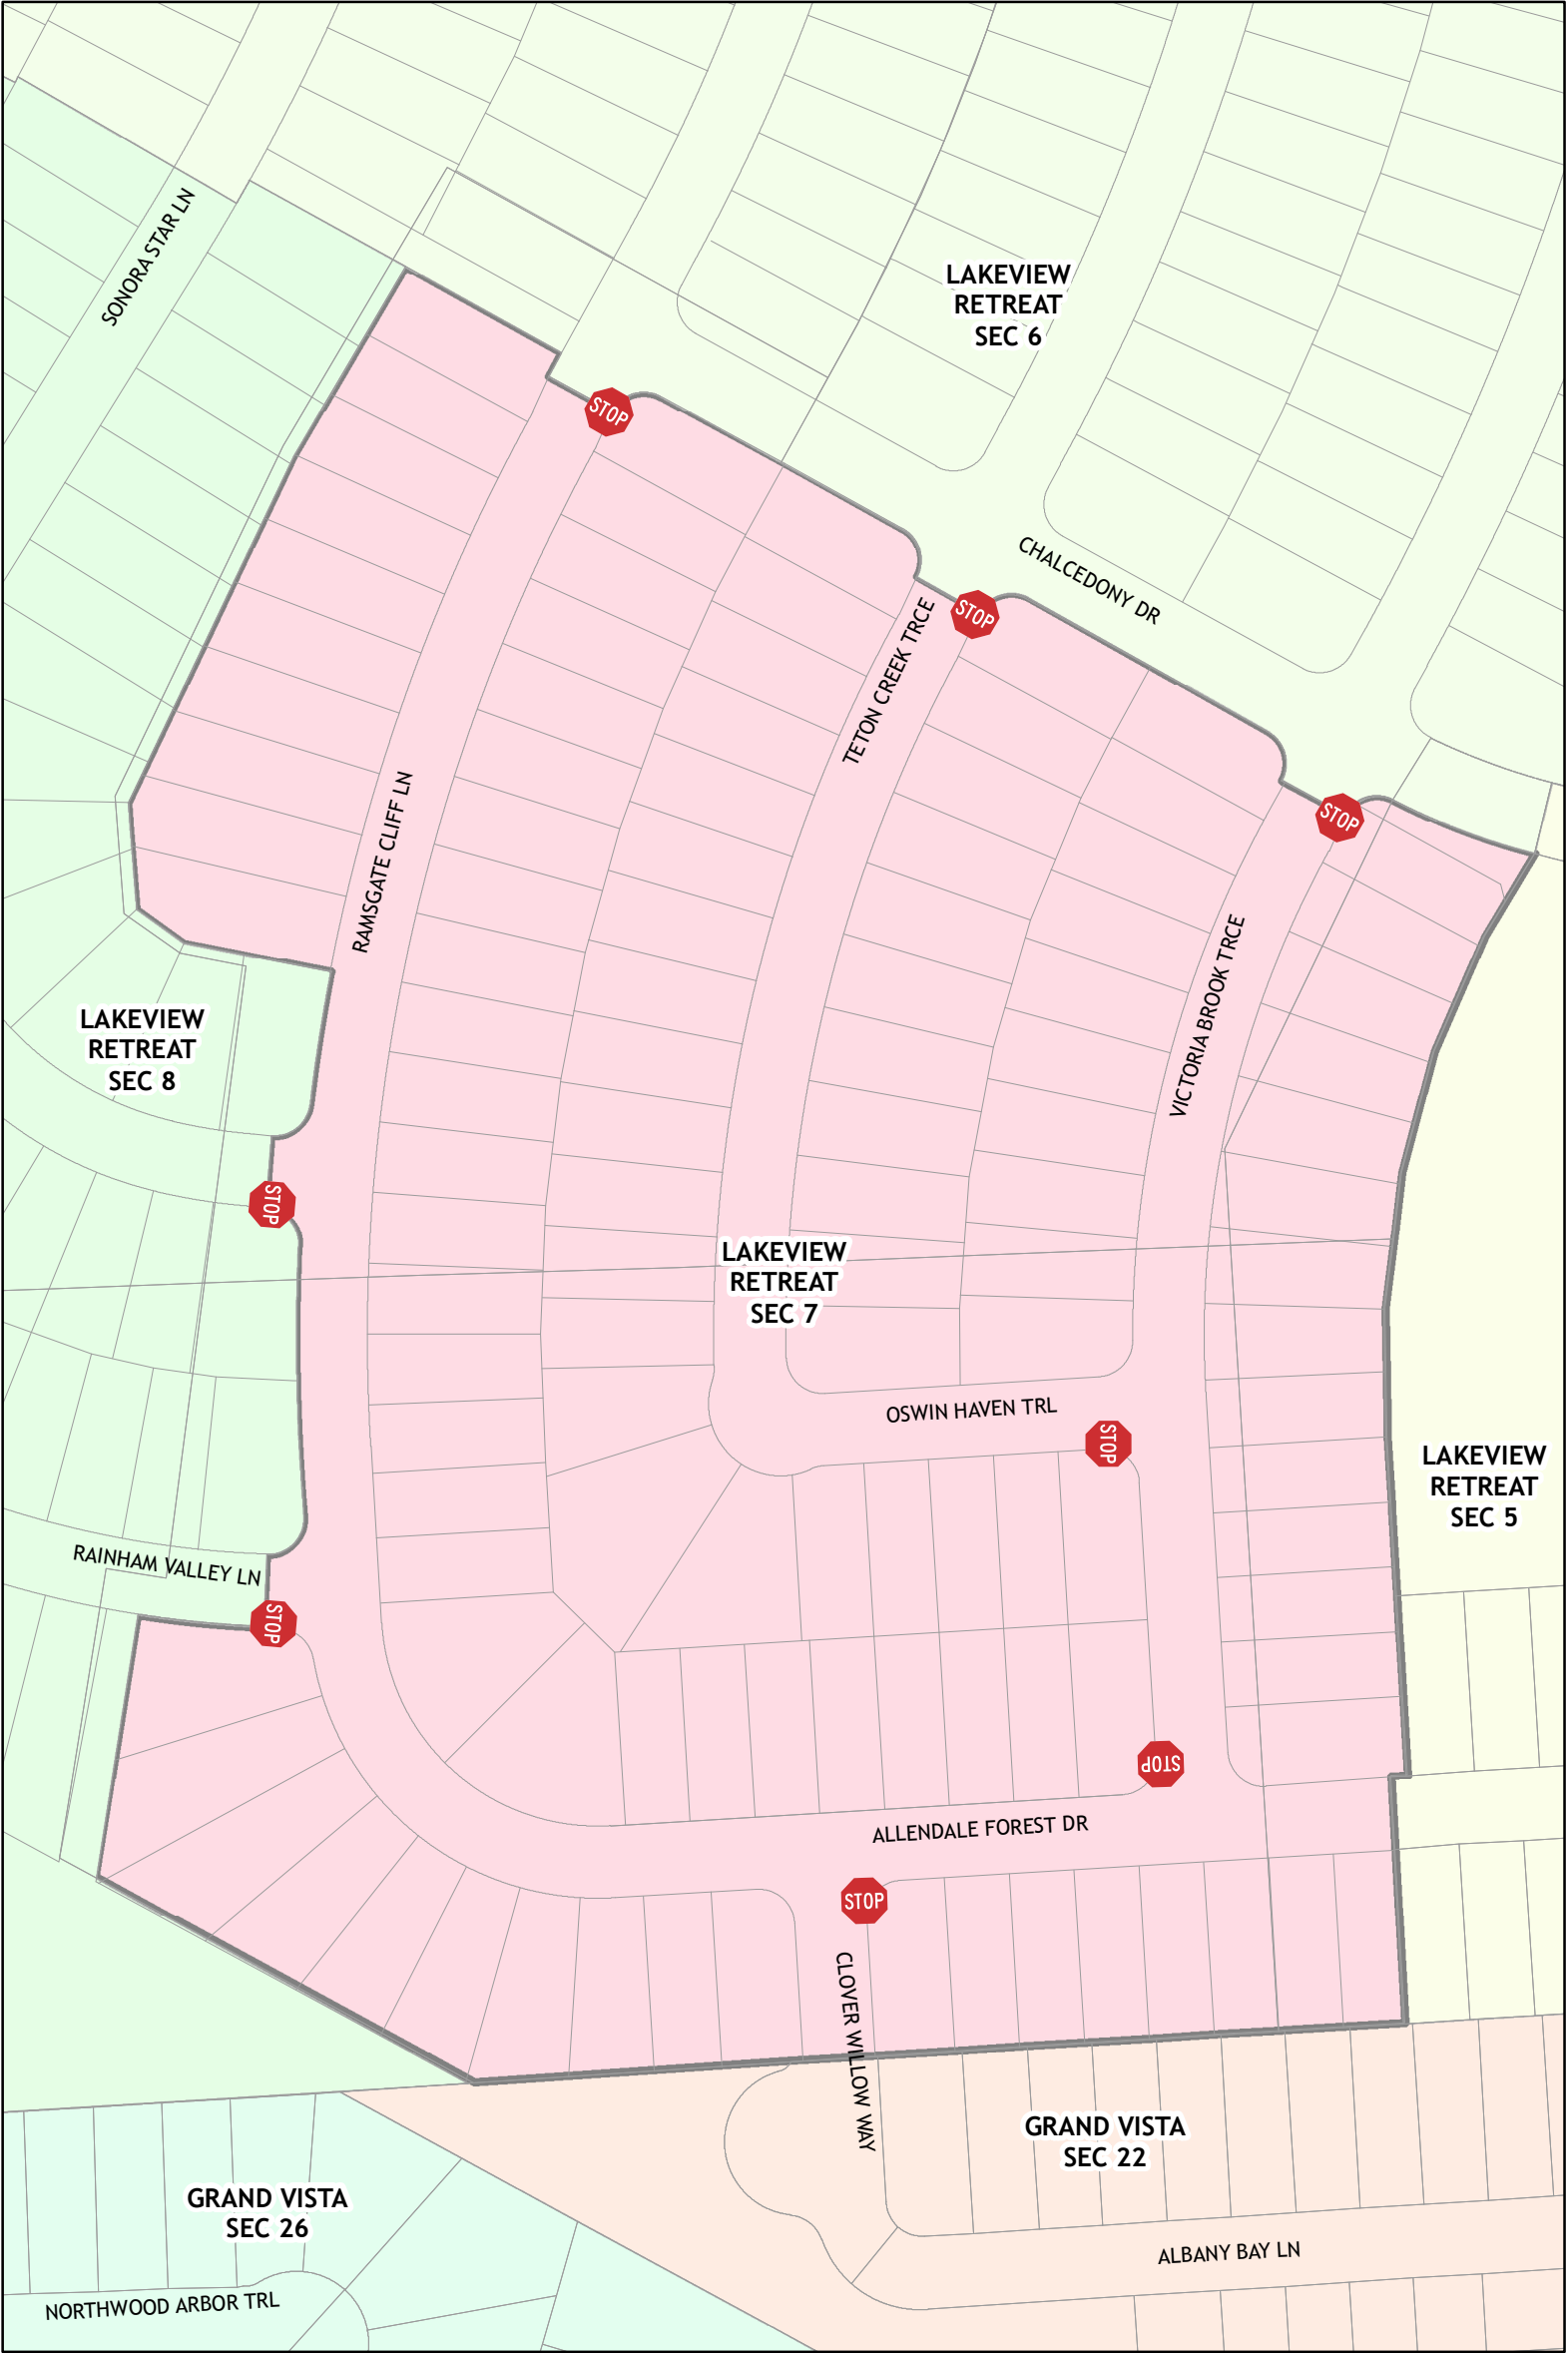 SONORA STAR LN
LAKEVIEW
RETREAT
SEC 6
STOP
CHALCEDONY DR
STOP
TETON CREEK TRCE
STOP
RAMSGATE CLIFF LN
VICTORIA BROOK TRCE
LAKEVIEW
RETREAT
SEC 8
STOP
LAKEVIEW
RETREAT
SEC 7
OSWIN HAVEN TRL
STOP
LAKEVIEW
RETREAT
SEC 5
RAINHAM VALLEY LN
STOP
STOP
ALLENDALE FOREST DR
STOP
CLOVER WILLOW WAY
GRAND VISTA
SEC 22
GRAND VISTA
SEC 26
ALBANY BAY LN
NORTHWOOD ARBOR TRL